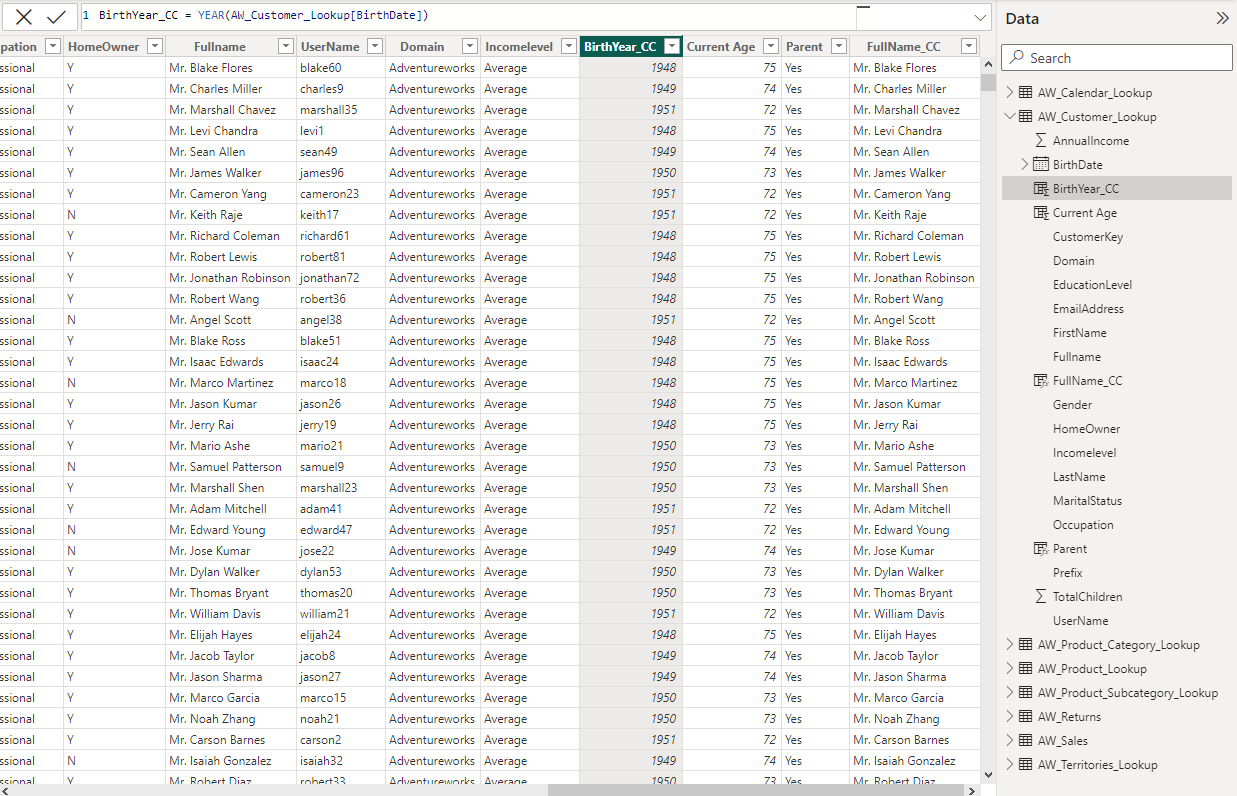 1 BirthYear_CC = YEAR(AW_Customer_Lookup[BirthDate])
pation HomeOwner Fullname UserName Domain Incomelevel BirthYear_CC Current Age Parent FullName_CC
ssional Y Mr. Blake Flores blake60 Adventureworks Average 1948 75 Yes Mr. Blake Flores
ssional Y Mr. Charles Miller charles9 Adventureworks Average 1949 74 Yes Mr. Charles Miller
ssional Y Mr. Marshall Chavez marshall35 Adventureworks Average 1951 72 Yes Mr. Marshall Chavez
ssional Y Mr. Levi Chandra levi1 Adventureworks Average 1948 75 Yes Mr. Levi Chandra
ssional Y Mr. Sean Allen sean49 Adventureworks Average 1949 74 Yes Mr. Sean Allen
ssional Y Mr. James Walker james96 Adventureworks Average 1950 73 Yes Mr. James Walker
ssional Y Mr. Cameron Yang cameron23 Adventureworks Average 1951 72 Yes Mr. Cameron Yang
ssional N Mr. Keith Raje keith17 Adventureworks Average 1951 72 Yes Mr. Keith Raje
ssional Y Mr. Richard Coleman richard61 Adventureworks Average 1948 75 Yes Mr. Richard Coleman
ssional Y Mr. Robert Lewis robert81 Adventureworks Average 1948 75 Yes Mr. Robert Lewis
ssional Y Mr. Jonathan Robinson jonathan72 Adventureworks Average 1948 75 Yes Mr. Jonathan Robinson
ssional Y Mr. Robert Wang robert36 Adventureworks Average 1948 75 Yes Mr. Robert Wang
ssional N Mr. Angel Scott angel38 Adventureworks Average 1951 72 Yes Mr. Angel Scott
ssional Y Mr. Blake Ross blake51 Adventureworks Average 1948 75 Yes Mr. Blake Ross
ssional Y Mr. Isaac Edwards isaac24 Adventureworks Average 1948 75 Yes Mr. Isaac Edwards
ssional N Mr. Marco Martinez marco18 Adventureworks Average 1948 75 Yes Mr. Marco Martinez
ssional Y Mr. Jason Kumar jason26 Adventureworks Average 1948 75 Yes Mr. Jason Kumar
ssional Y Mr. Jerry Rai jerry19 Adventureworks Average 1948 75 Yes Mr. Jerry Rai
ssional Y Mr. Mario Ashe mario21 Adventureworks Average 1950 73 Yes Mr. Mario Ashe
ssional N Mr. Samuel Patterson samuel9 Adventureworks Average 1950 73 Yes Mr. Samuel Patterson
ssional Y Mr. Marshall Shen marshall23 Adventureworks Average 1950 73 Yes Mr. Marshall Shen
ssional Y Mr. Adam Mitchell adam41 Adventureworks Average 1951 72 Yes Mr. Adam Mitchell
ssional N Mr. Edward Young edward47 Adventureworks Average 1951 72 Yes Mr. Edward Young
ssional N Mr. Jose Kumar jose22 Adventureworks Average 1949 74 Yes Mr. Jose Kumar
ssional Y Mr. Dylan Walker dylan53 Adventureworks Average 1950 73 Yes Mr. Dylan Walker
ssional Y Mr. Thomas Bryant thomas20 Adventureworks Average 1950 73 Yes Mr. Thomas Bryant
ssional Y Mr. William Davis william21 Adventureworks Average 1951 72 Yes Mr. William Davis
ssional Y Mr. Elijah Hayes elijah24 Adventureworks Average 1948 75 Yes Mr. Elijah Hayes
ssional Y Mr. Jacob Taylor jacob8 Adventureworks Average 1949 74 Yes Mr. Jacob Taylor
ssional Y Mr. Jason Sharma jason27 Adventureworks Average 1949 74 Yes Mr. Jason Sharma
ssional Y Mr. Marco Garcia marco15 Adventureworks Average 1950 73 Yes Mr. Marco Garcia
ssional Y Mr. Noah Zhang noah21 Adventureworks Average 1950 73 Yes Mr. Noah Zhang
ssional Y Mr. Carson Barnes carson2 Adventureworks Average 1951 72 Yes Mr. Carson Barnes
ssional N Mr. Isaiah Gonzalez isaiah32 Adventureworks Average 1949 74 Yes Mr. Isaiah Gonzalez
ssional Y Mr. Robert Diaz robert33 Adventureworks Average 1950 73 Yes Mr. Robert Diaz
Data
Search
AW_Calendar_Lookup
AW_Customer_Lookup
AnnualIncome
BirthDate
BirthYear_CC
Current Age
CustomerKey
Domain
EducationLevel
EmailAddress
FirstName
Fullname
FullName_CC
Gender
HomeOwner
Incomelevel
LastName
MaritalStatus
Occupation
Parent
Prefix
TotalChildren
UserName
AW_Product_Category_Lookup
AW_Product_Lookup
AW_Product_Subcategory_Lookup
AW_Returns
AW_Sales
AW_Territories_Lookup